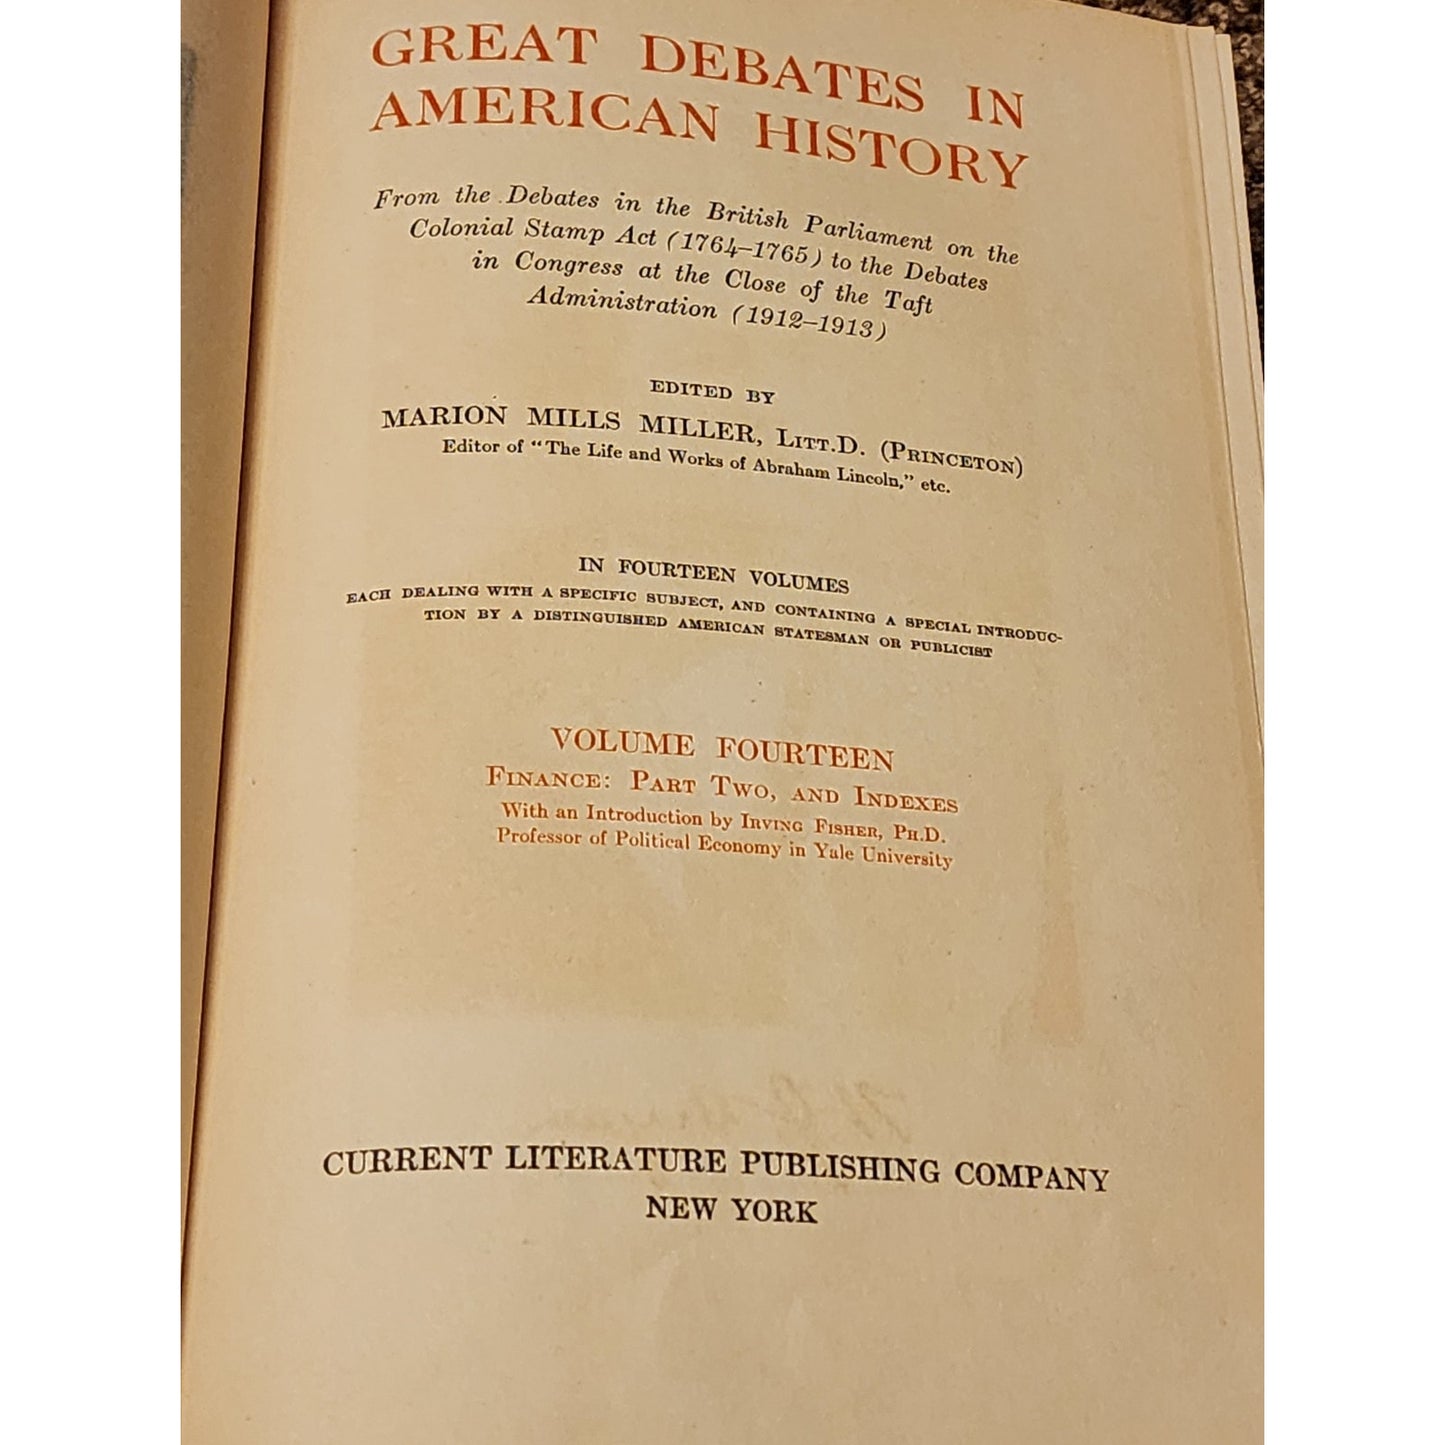 GREAT DEBATES IN
AMERICAN HISTORY
From the Debates in the British Parliament on the
Colonial Stamp Act (1764–1765) to the Debates
in Congress at the Close of the Taft
Administration (1912–1913)
EDITED BY
MARION MILLS MILLER, LITT.D. (PRINCETON)
Editor of “The Life and Works of Abraham Lincoln,” etc.
IN FOURTEEN VOLUMES
EACH DEALING WITH A SPECIFIC SUBJECT, AND CONTAINING A SPECIAL INTRODUC-
TION BY A DISTINGUISHED AMERICAN STATESMAN OR PUBLICIST
VOLUME FOURTEEN
FINANCE: PART TWO, AND INDEXES
With an Introduction by IRVING FISHER, PH.D.
Professor of Political Economy in Yale University
CURRENT LITERATURE PUBLISHING COMPANY
NEW YORK